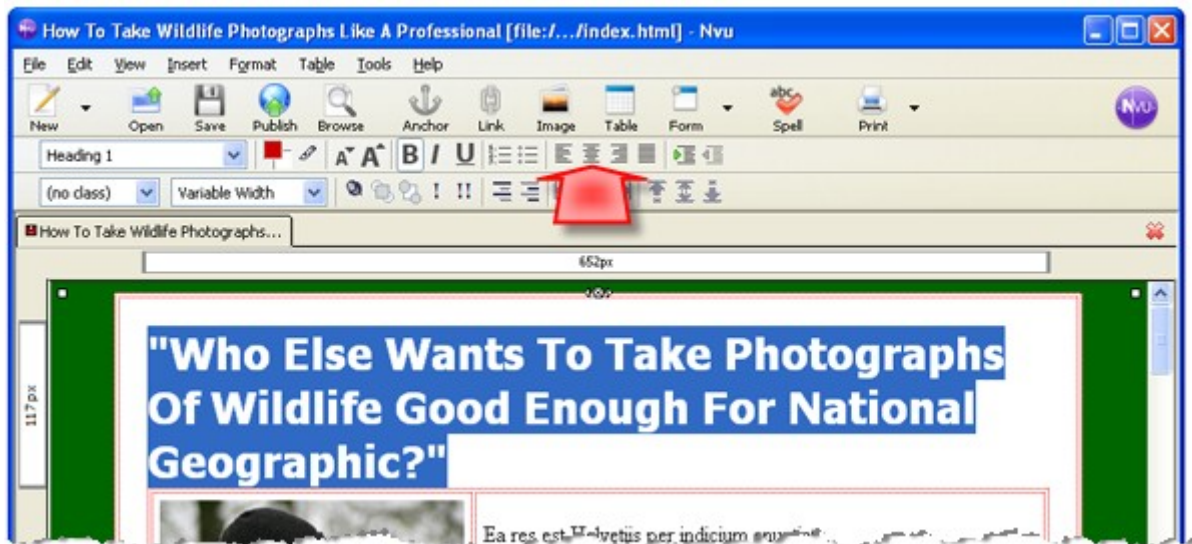 How To Take Wildlife Photographs Like A Professional [file:/.../index.html] - Nvu
File Edit View Insert Format Table Tools Help
New Open Save Publish Browse Anchor Link Image Table Form Spell Print
Heading 1
(no class) Variable Width
How To Take Wildlife Photographs...
652px
117px
"Who Else Wants To Take Photographs
Of Wildlife Good Enough For National
Geographic?"
Ea res est Helvetiis per indicium